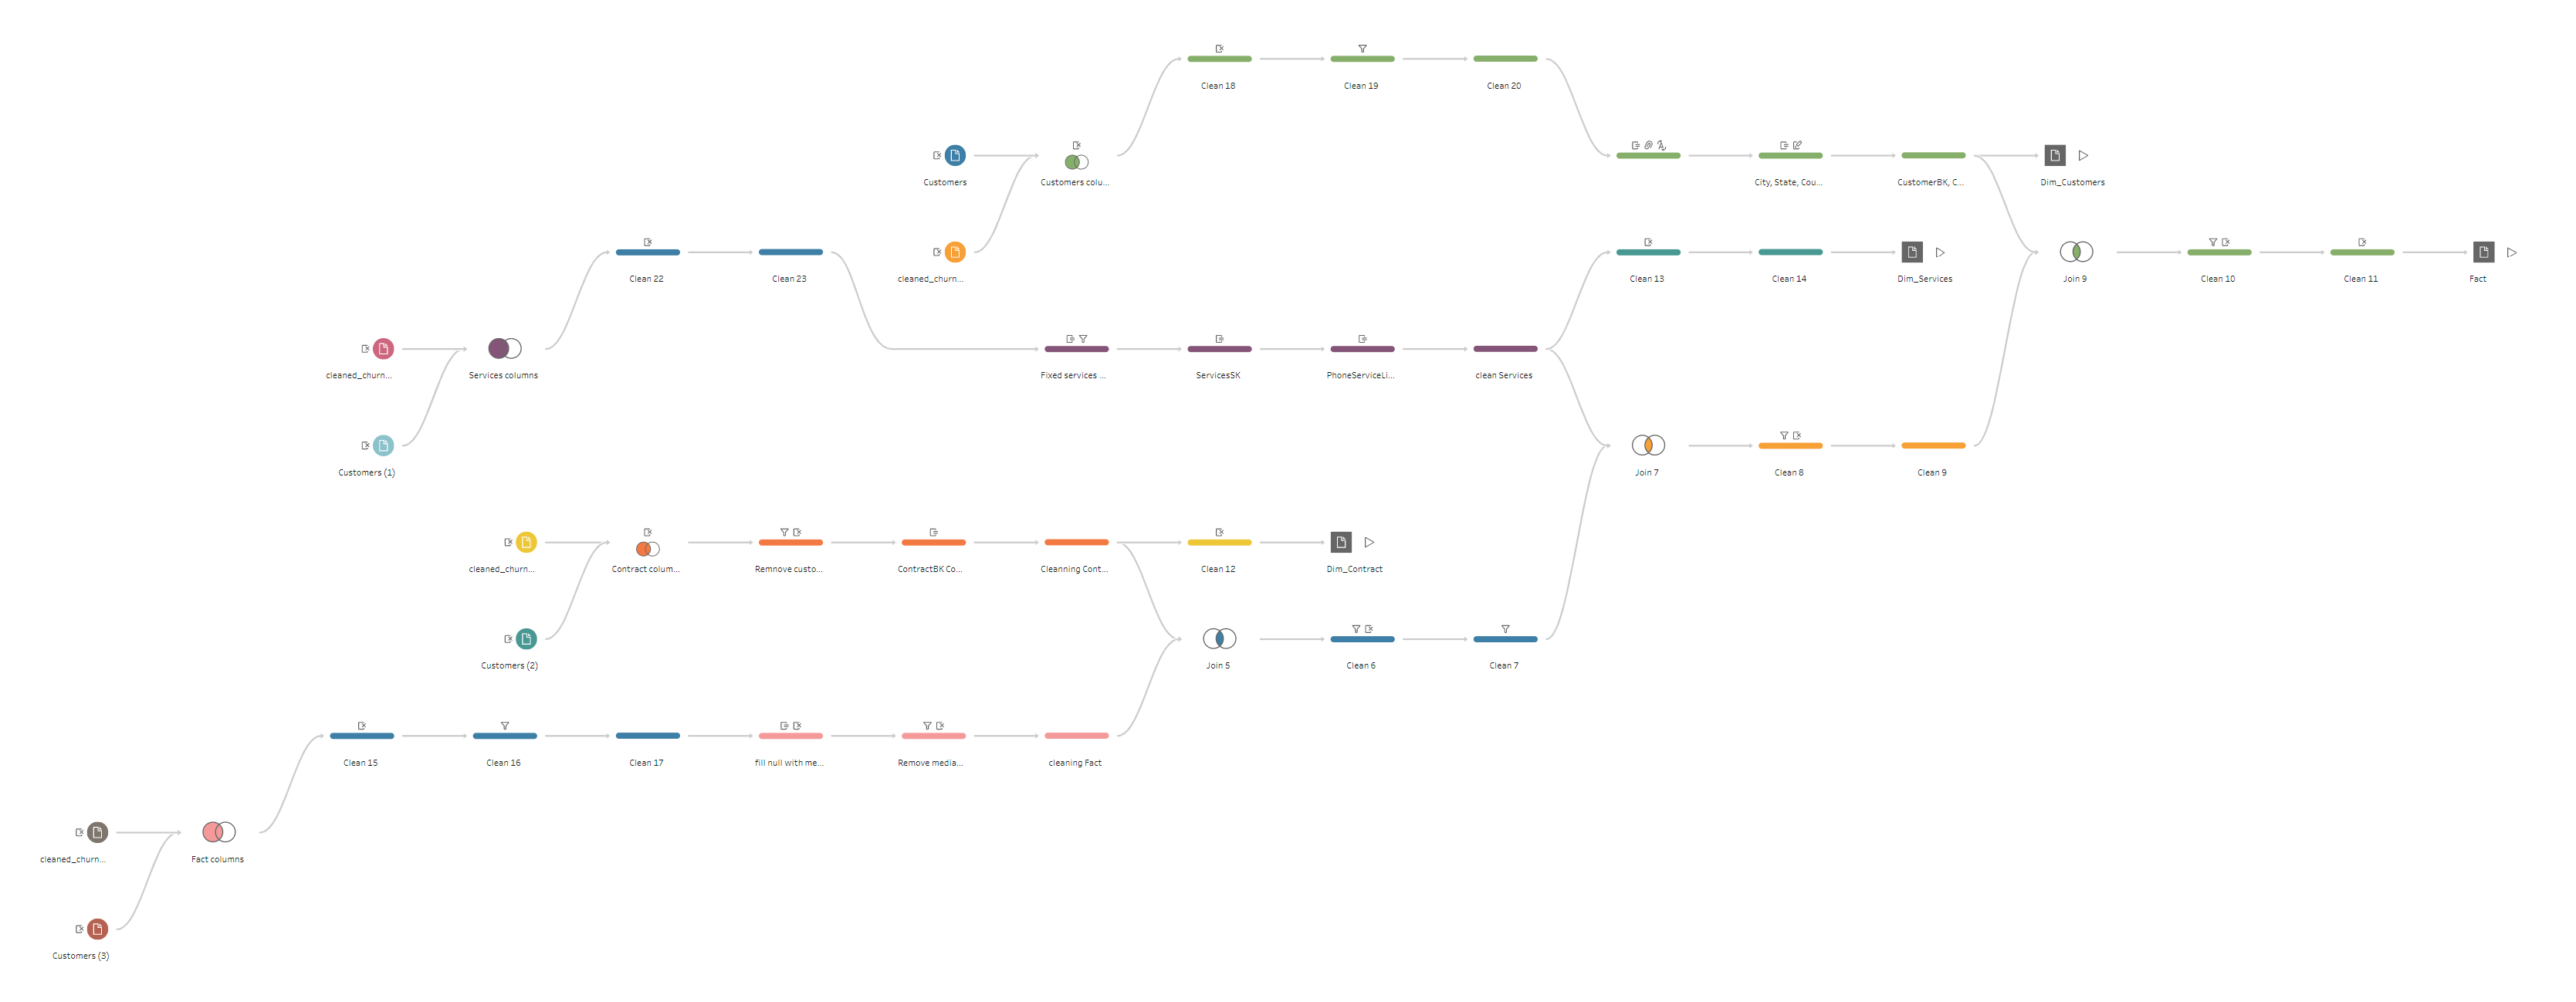 Clean 18
Clean 19
Clean 20
Customers
Customers colu...
City, State, Cou...
CustomerBK, C...
Dim_Customers
Clean 22
Clean 23
cleaned_churn...
Clean 13
Clean 14
Dim_Services
Join 9
Clean 10
Clean 11
Fact
cleaned_churn...
Services columns
Fixed services ...
ServicesSK
PhoneServiceLi...
clean Services
Customers (1)
Join 7
Clean 8
Clean 9
cleaned_churn...
Contract colum...
Remnove custo...
ContractBK Co...
Cleanning Cont...
Clean 12
Dim_Contract
Customers (2)
Join 5
Clean 6
Clean 7
Clean 15
Clean 16
Clean 17
fill null with me...
Remove media...
cleaning Fact
cleaned_churn...
Fact columns
Customers (3)